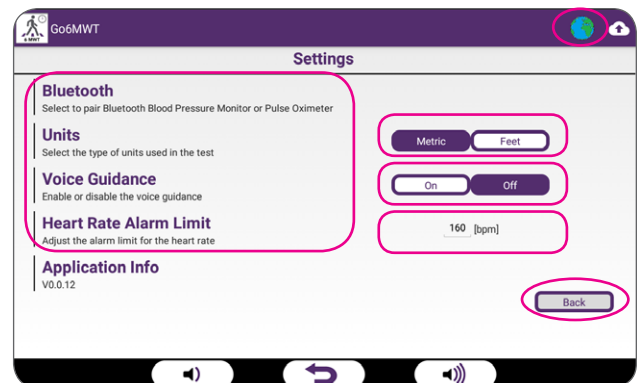 6 MWT
Go6MWT
Settings
Bluetooth
Select to pair Bluetooth Blood Pressure Monitor or Pulse Oximeter
Units
Select the type of units used in the test
Metric Feet
Voice Guidance
Enable or disable the voice guidance
On Off
Heart Rate Alarm Limit
Adjust the alarm limit for the heart rate
160 [bpm]
Application Info
V0.0.12
Back